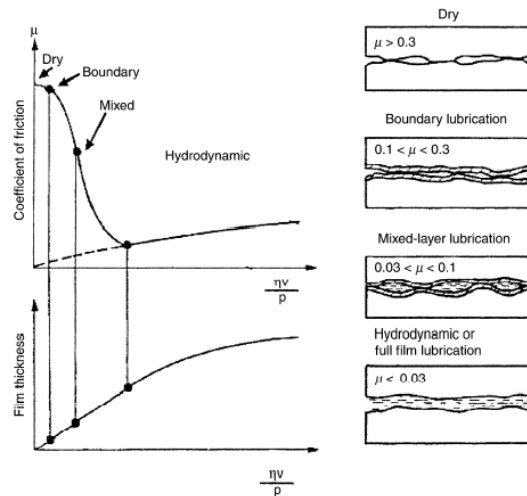 μ
Dry
Boundary
Mixed
Hydrodynamic
Coefficient of friction
ηv
p
Film thickness
ηv
p
Dry
μ > 0.3
Boundary lubrication
0.1 < μ < 0.3
Mixed-layer lubrication
0.03 < μ < 0.1
Hydrodynamic or
full film lubrication
μ < 0.03